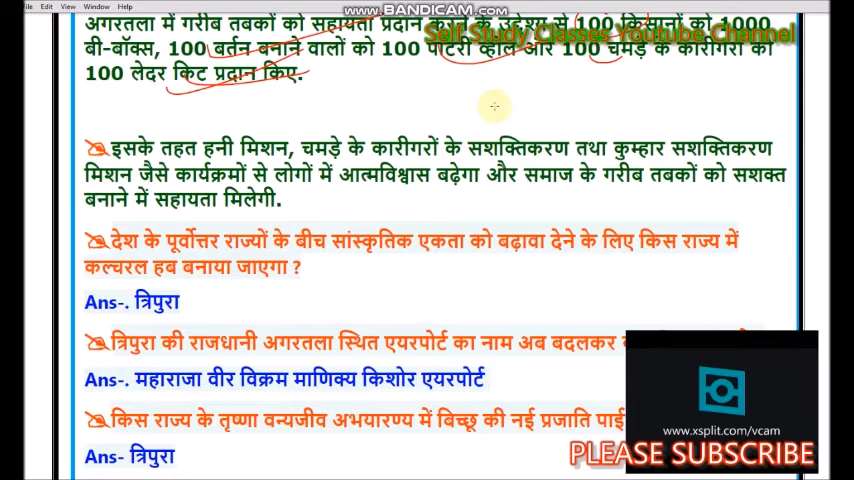 File Edit View Window Help
www.BANDICAM.com
अगरतला में गरीब तबकों को सहायता प्रदान करने के उद्देश्य से 100 किसानों को 1000
Self Study Classes Youtube Channel
बी-बॉक्स, 100 बर्तन बनाने वालों को 100 पॉटरी व्हील और 100 चमड़े के कारीगरों को
100 लेदर किट प्रदान किए.
इसके तहत हनी मिशन, चमड़े के कारीगरों के सशक्तिकरण तथा कुम्हार सशक्तिकरण
मिशन जैसे कार्यक्रमों से लोगों में आत्मविश्वास बढ़ेगा और समाज के गरीब तबकों को सशक्त
बनाने में सहायता मिलेगी.
देश के पूर्वोत्तर राज्यों के बीच सांस्कृतिक एकता को बढ़ावा देने के लिए किस राज्य में
कल्चरल हब बनाया जाएगा ?
Ans-. त्रिपुरा
त्रिपुरा की राजधानी अगरतला स्थित एयरपोर्ट का नाम अब बदलकर
Ans-. महाराजा वीर विक्रम माणिक्य किशोर एयरपोर्ट
किस राज्य के तृष्णा वन्यजीव अभयारण्य में बिच्छू की नई प्रजाति पाई
Ans- त्रिपुरा
www.xsplit.com/vcam
PLEASE SUBSCRIBE